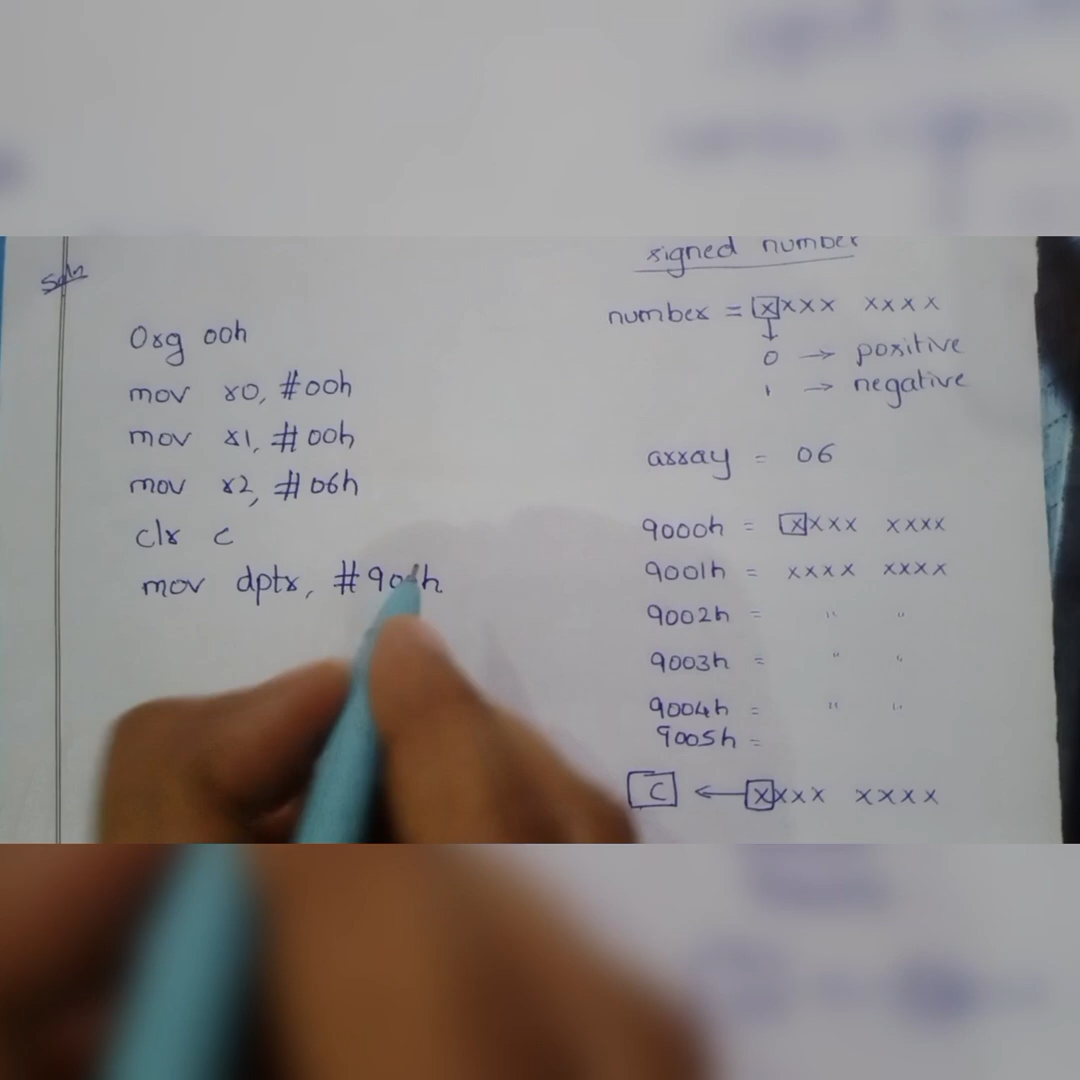 Soln
Org 00h
mov r0, #00h
mov r1, #00h
mov r2, #06h
clr c
mov dptr,
signed number
number = xxxx xxxx
0 → positive
1 → negative
array = 06
9000h = xxxx xxxx
9001h = xxxx xxxx
9002h = " "
9003h = " "
9004h = " "
9005h =
C ← xxxx xxxx